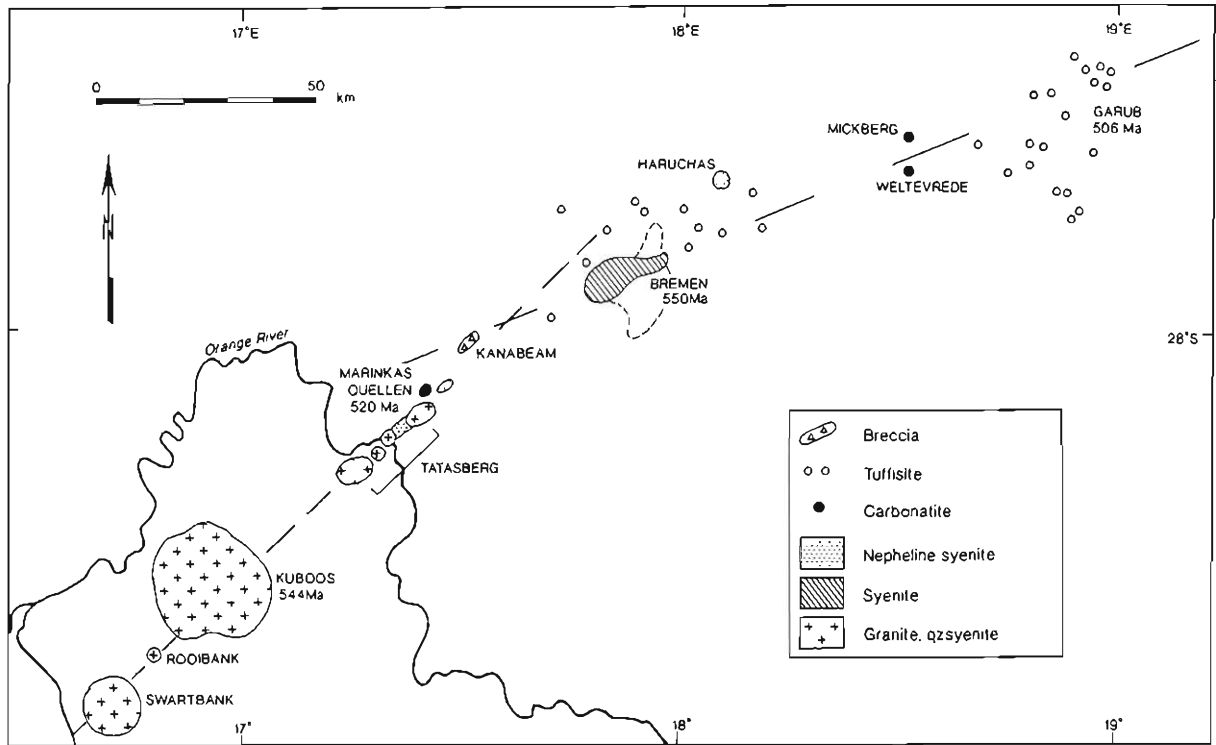 17°E
18°E
19°E
0
50
km
N
GARUB
506 Ma
MICKBERG
WELTEVREDE
HARUCHAS
BREMEN
550Ma
28°S
Orange River
KANABEAM
MARINKAS
QUELLEN
520 Ma
TATASBERG
KUBOOS
544Ma
ROOIBANK
SWARTBANK
Breccia
Tuffisite
Carbonatite
Nepheline syenite
Syenite
Granite, qzsyenite
17°
18°
19°